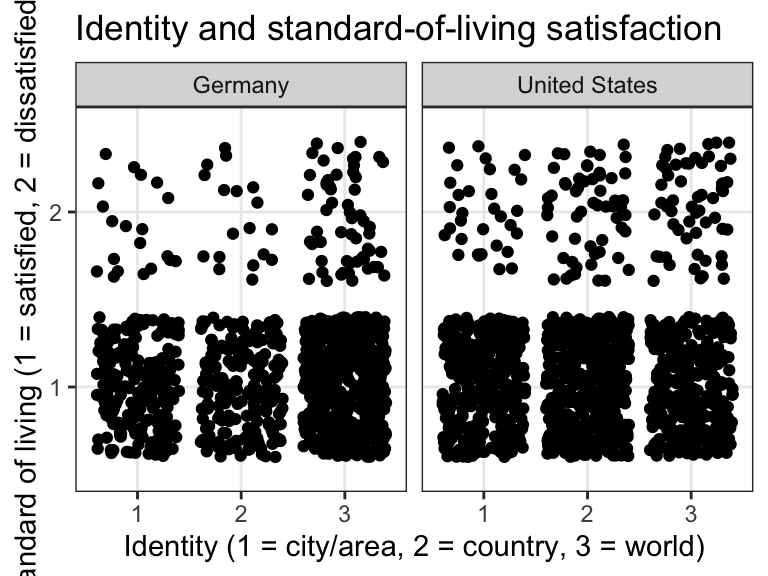 Identity and standard-of-living satisfaction
Germany
United States
2
1
of living (1 = satisfied, 2 = dissatisfied
1
2
3
1
2
3
Identity (1 = city/area, 2 = country, 3 = world)